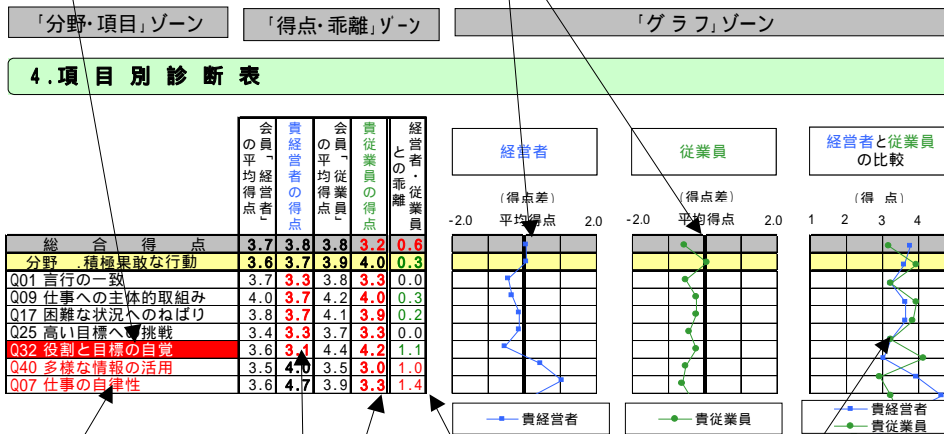 「分野・項目」ゾーン
「得点・乖離」ゾーン
「グラフ」ゾーン
4.項目別診断表
会員「経営者」の平均得点
貴経営者の得点
会員「従業員」の平均得点
貴従業員の得点
経営者・従業員との乖離
経営者
従業員
経営者と従業員
の比較
(得点差)
(得点差)
(得 点)
-2.0 平均得点 2.0
-2.0 平均得点 2.0
1 2 3 4
総合得点 3.7 3.8 3.8 3.2 0.6
分野 .積極果敢な行動 3.6 3.7 3.9 4.0 0.3
Q01 言行の一致 3.7 3.3 3.8 3.3 0.0
Q09 仕事への主体的取組み 4.0 3.7 4.2 4.0 0.3
Q17 困難な状況へのねばり 3.8 3.7 4.1 3.9 0.2
Q25 高い目標への挑戦 3.4 3.3 3.7 3.3 0.0
Q32 役割と目標の自覚 3.6 3.1 4.4 4.2 1.1
Q40 多様な情報の活用 3.5 4.0 3.5 3.0 1.0
Q07 仕事の自律性 3.6 4.7 3.9 3.3 1.4
貴経営者
貴従業員
貴経営者
貴従業員